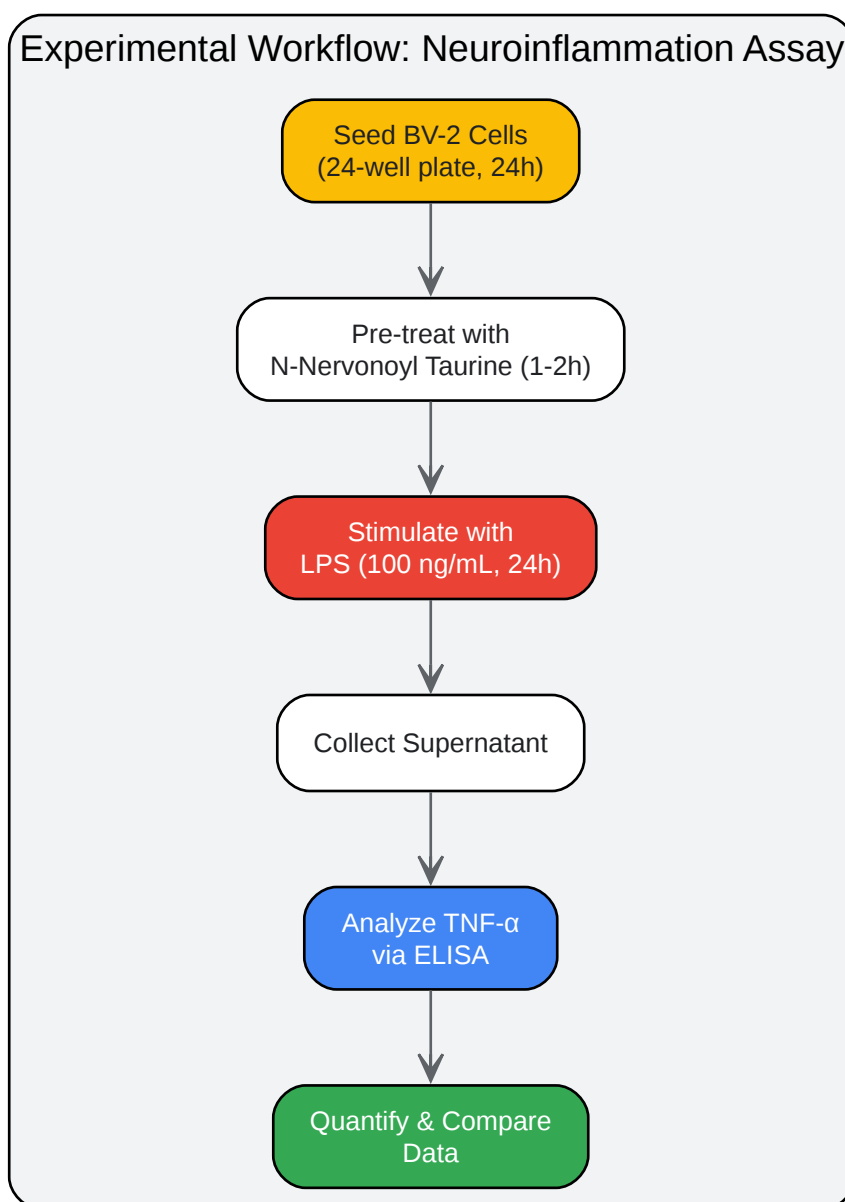 Experimental Workflow: Neuroinflammation Assay
Seed BV-2 Cells
(24-well plate, 24h)
Pre-treat with
N-Nervonoyl Taurine (1-2h)
Stimulate with
LPS (100 ng/mL, 24h)
Collect Supernatant
Analyze TNF-α
via ELISA
Quantify & Compare
Data